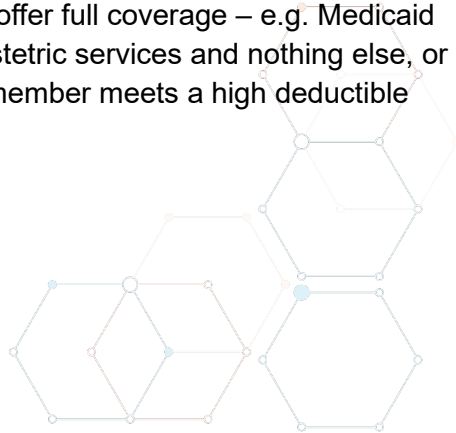 offer full coverage – e.g. Medicaid
stetric services and nothing else, or
member meets a high deductible